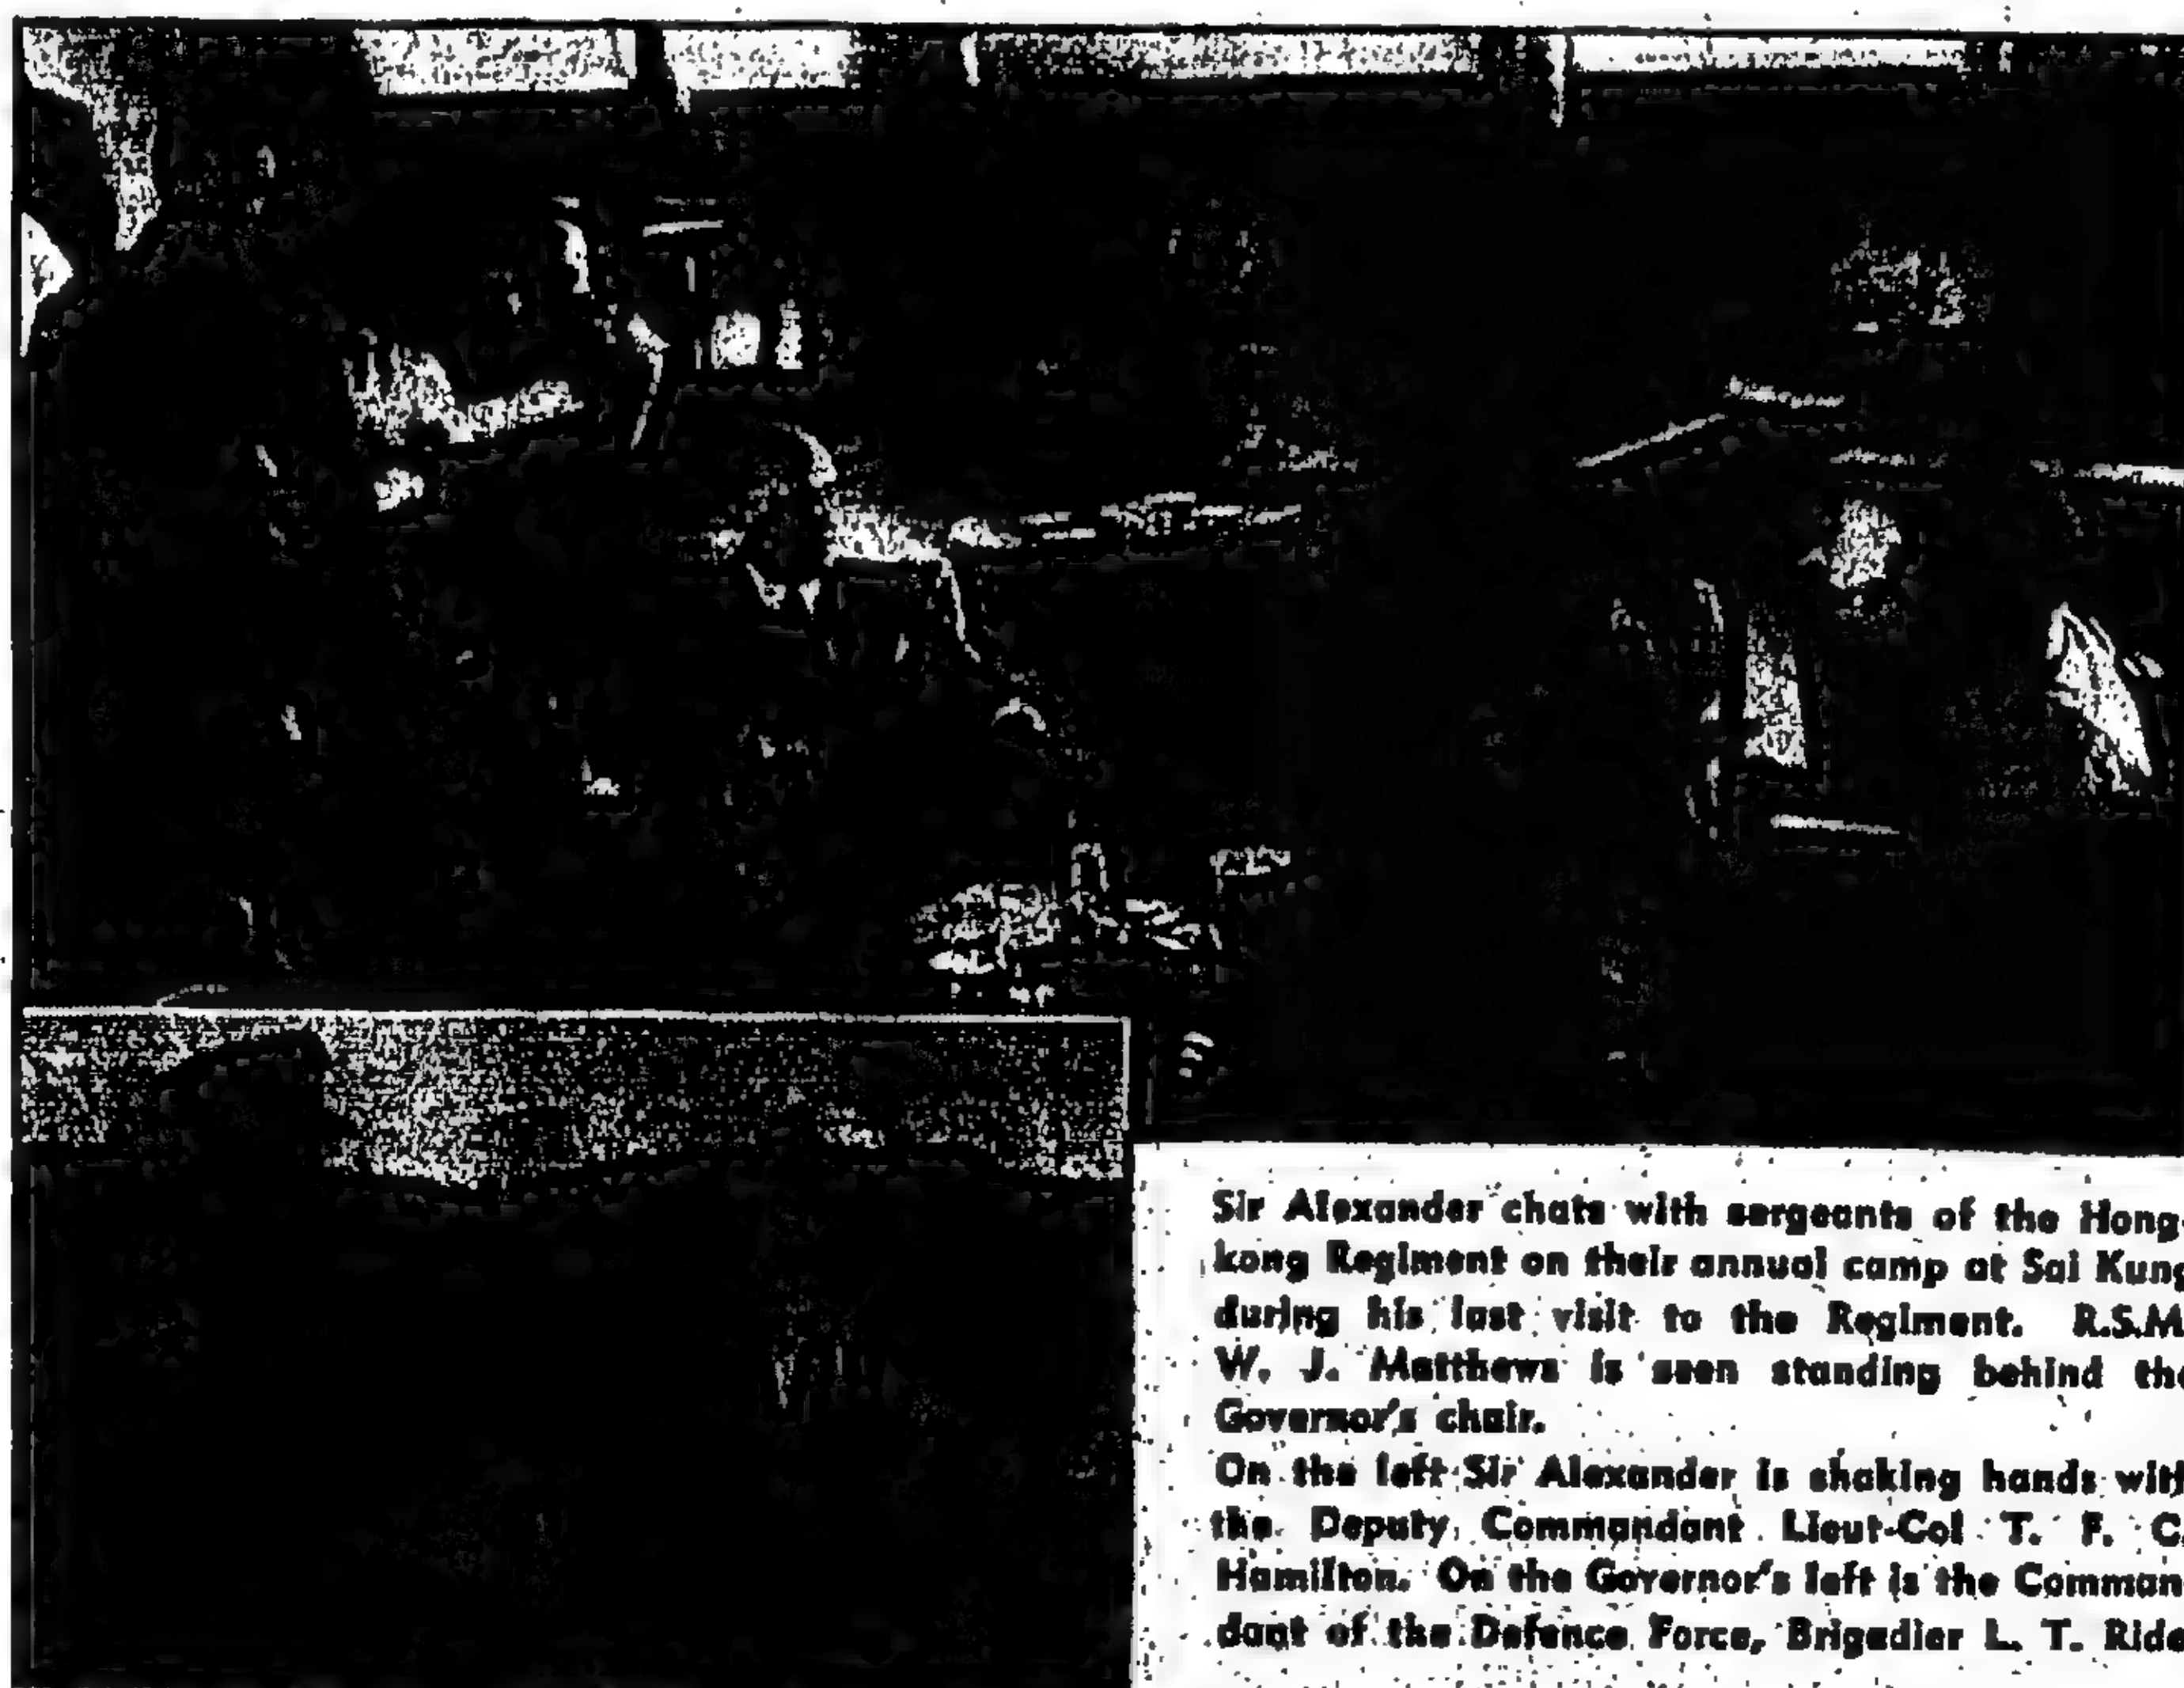 Sir Alexander chats with sergeants of the Hong-
kong Regiment on their annual camp at Sai Kung
during his last visit to the Regiment. R.S.M.
W. J. Matthews is seen standing behind the
Governor's chair.
On the left Sir Alexander is shaking hands with
the Deputy Commandant Lieut-Col T. F. C.
Hamilton. On the Governor's left is the Comman
dant of the Defence Force, Brigadier L. T. Ride